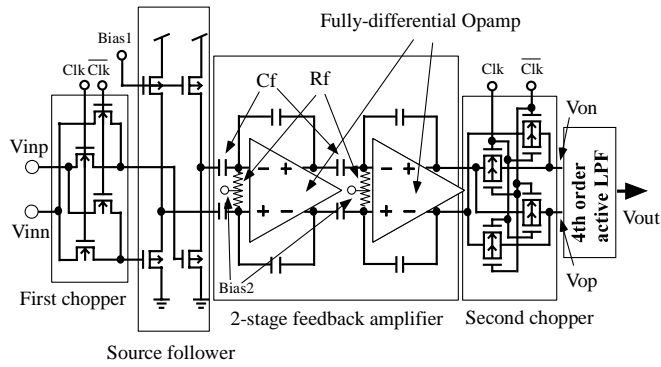 Fully-differential Opamp
Bias1
Clk Clk
Cf Rf
Clk Clk
Von
Vinp
Vinn
4th order
active LPF
Vout
Vop
Bias2
First chopper
2-stage feedback amplifier
Second chopper
Source follower
− +
+ −
− +
+ −